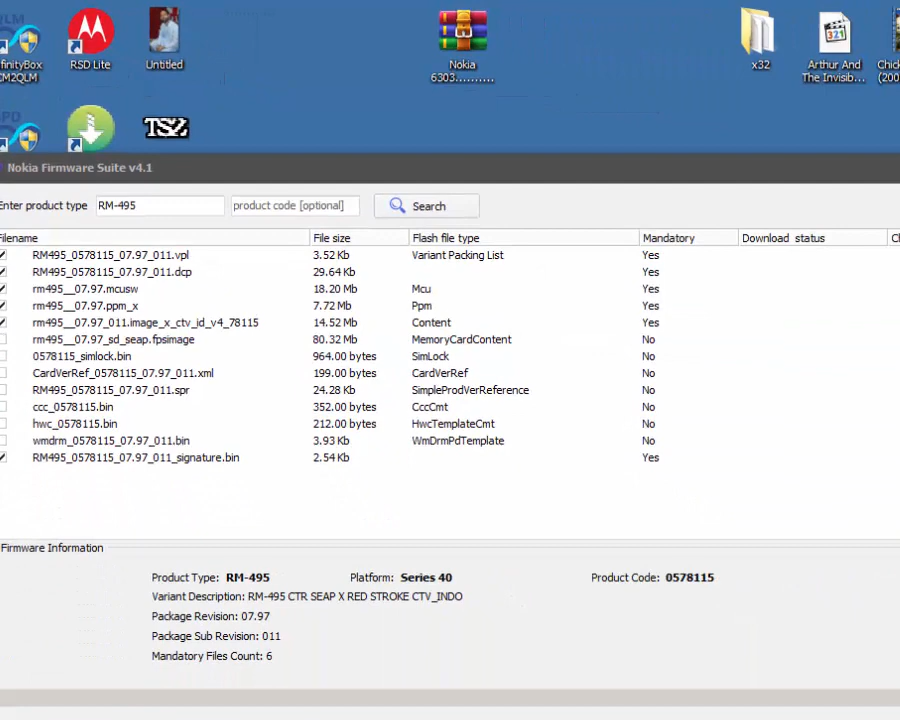 QLM
finityBox
CM2QLM
RSD Lite
Untitled
Nokia
6303..........
x32
321
Arthur And
The Invisib...
Chick
(200
PD
TS2
Nokia Firmware Suite v4.1
Enter product type RM-495 product code [optional] Search
Filename File size Flash file type Mandatory Download status Ch
RM495_0578115_07.97_011.vpl 3.52 Kb Variant Packing List Yes
RM495_0578115_07.97_011.dcp 29.64 Kb Yes
rm495__07.97.mcusw 18.20 Mb Mcu Yes
rm495__07.97.ppm_x 7.72 Mb Ppm Yes
rm495__07.97_011.image_x_ctv_id_v4_78115 14.52 Mb Content Yes
rm495__07.97_sd_seap.fpsimage 80.32 Mb MemoryCardContent No
0578115_simlock.bin 964.00 bytes SimLock No
CardVerRef_0578115_07.97_011.xml 199.00 bytes CardVerRef No
RM495_0578115_07.97_011.spr 24.28 Kb SimpleProdVerReference No
ccc_0578115.bin 352.00 bytes CccCmt No
hwc_0578115.bin 212.00 bytes HwcTemplateCmt No
wmdrm_0578115_07.97_011.bin 3.93 Kb WmDrmPdTemplate No
RM495_0578115_07.97_011_signature.bin 2.54 Kb Yes
Firmware Information
Product Type: RM-495 Platform: Series 40 Product Code: 0578115
Variant Description: RM-495 CTR SEAP X RED STROKE CTV_INDO
Package Revision: 07.97
Package Sub Revision: 011
Mandatory Files Count: 6